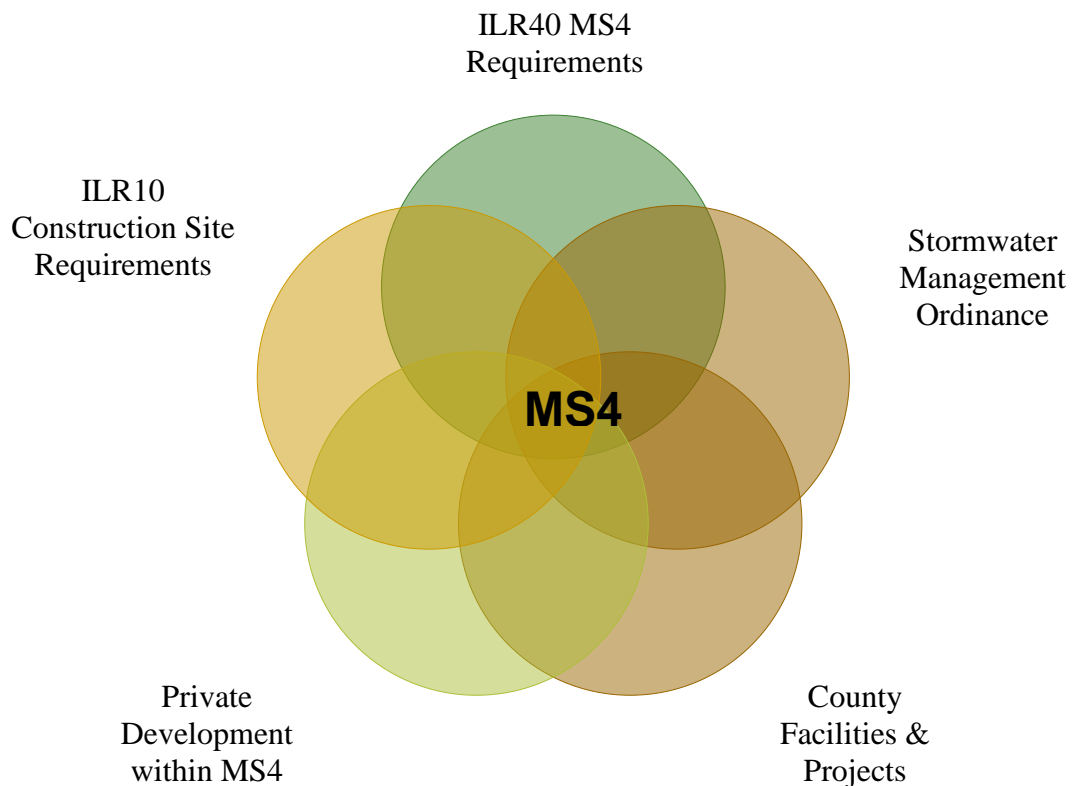 ILR40 MS4
Requirements
ILR10
Construction Site
Requirements
Stormwater
Management
Ordinance
MS4
Private
Development
within MS4
County
Facilities &
Projects